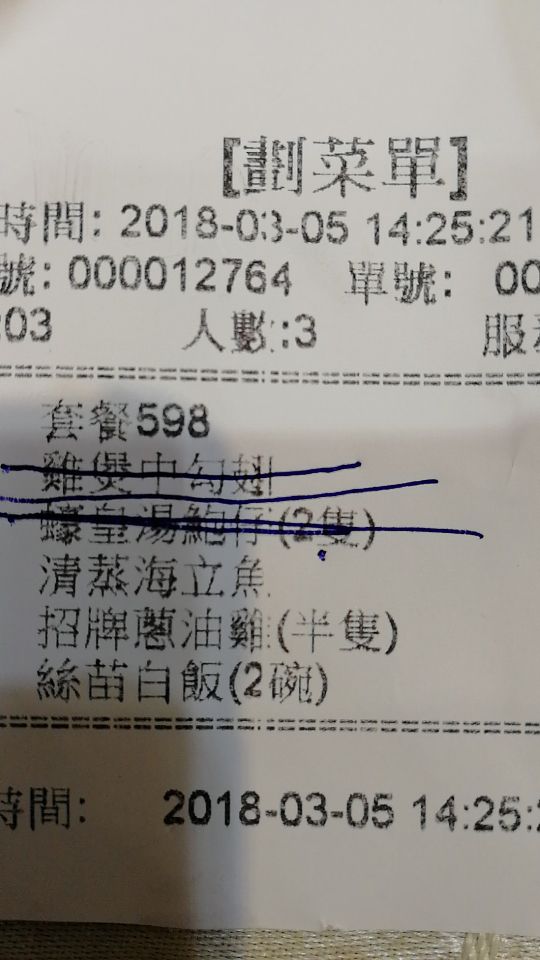 [劃菜單]
時間: 2018-03-05 14:25:21
號: 000012764 單號: 00
:03 人數:3 服務
套餐598
雞煲中勾翅
蠔皇湯鮑仔(2隻)
清蒸海立魚
招牌蔥油雞(半隻)
絲苗白飯(2碗)
時間: 2018-03-05 14:25:2